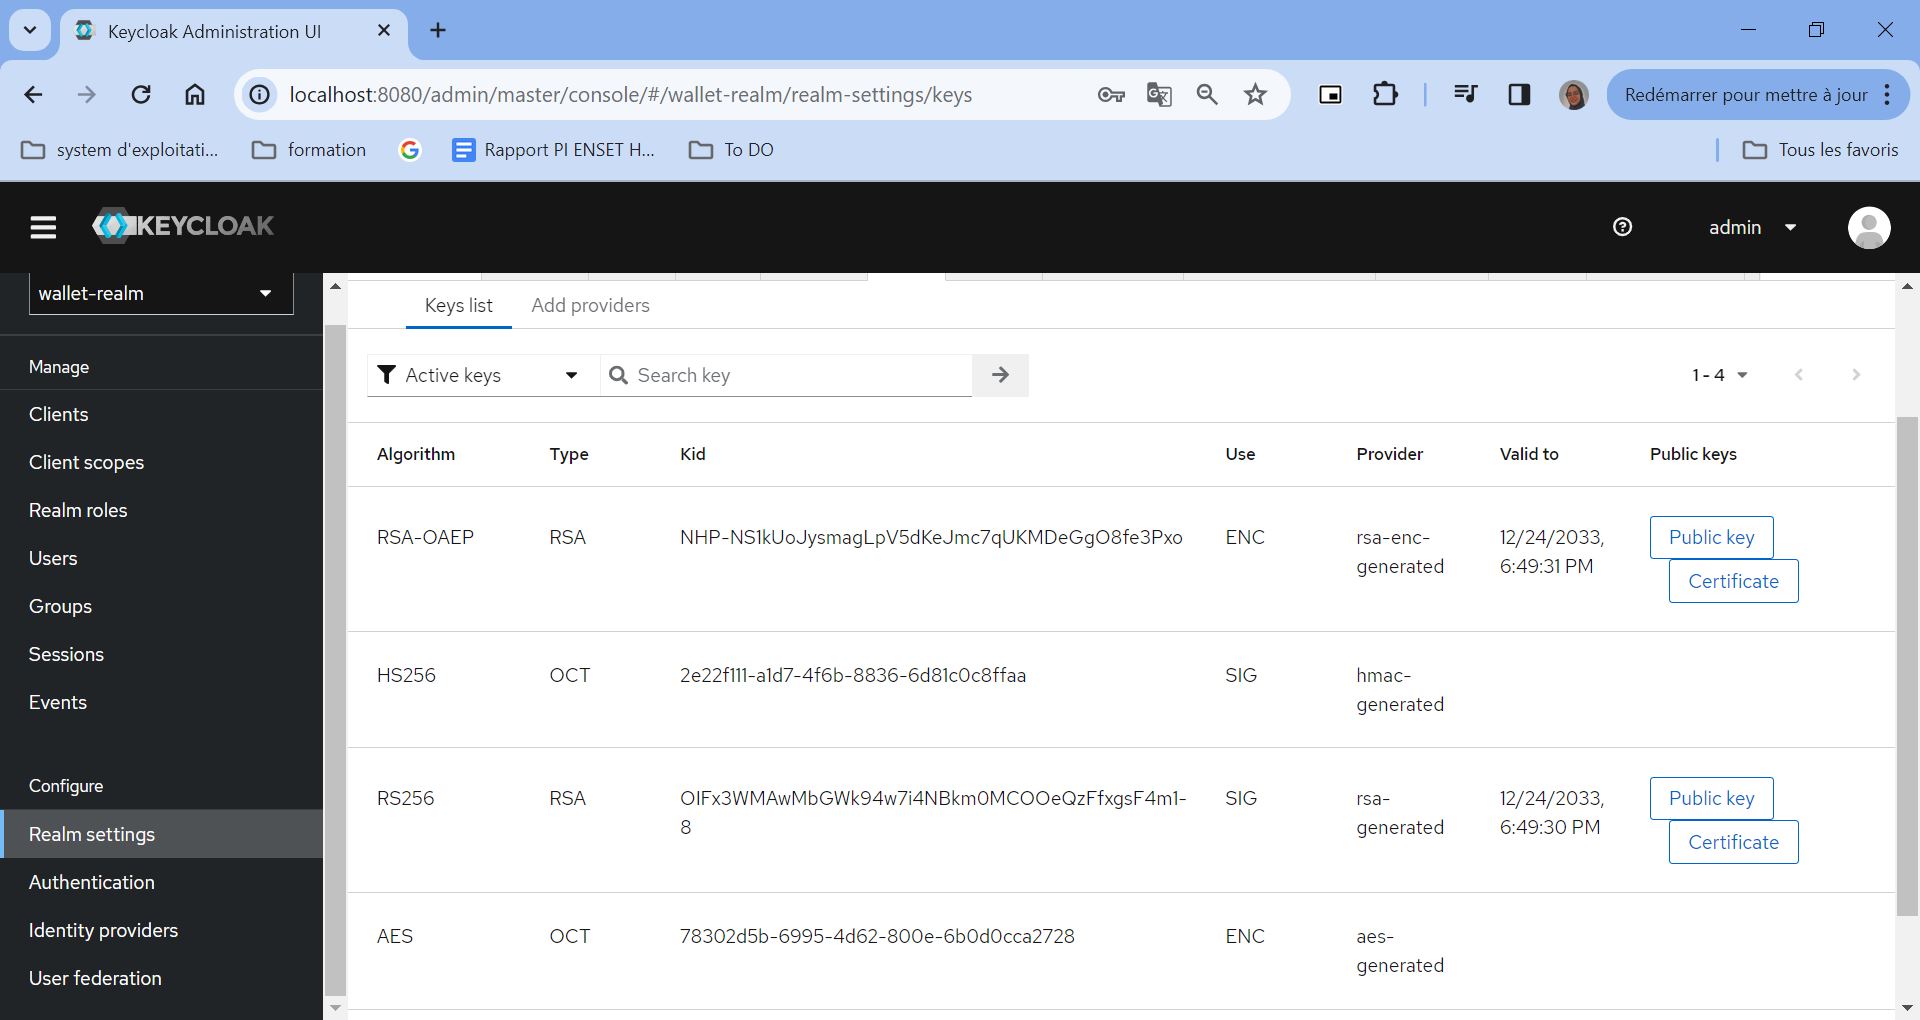 Keycloak Administration UI
localhost:8080/admin/master/console/#/wallet-realm/realm-settings/keys
Redémarrer pour mettre à jour
system d'exploitati...
formation
Rapport PI ENSET H...
To DO
Tous les favoris
KEYCLOAK
admin
wallet-realm
Manage
Clients
Client scopes
Realm roles
Users
Groups
Sessions
Events
Configure
Realm settings
Authentication
Identity providers
User federation
Keys list
Add providers
Active keys
Search key
1 - 4
Algorithm Type Kid Use Provider Valid to Public keys
RSA-OAEP RSA NHP-NS1kUoJysmagLpV5dKeJmc7qUKMDeGgO8fe3Pxo ENC rsa-enc- 12/24/2033, Public key
generated 6:49:31 PM Certificate
HS256 OCT 2e22f111-a1d7-4f6b-8836-6d81c0c8ffaa SIG hmac-
generated
RS256 RSA OIFx3WMAwMbGWk94w7i4NBkm0MCOOeQzFfxgsF4m1- SIG rsa- 12/24/2033, Public key
8 generated 6:49:30 PM Certificate
AES OCT 78302d5b-6995-4d62-800e-6b0d0cca2728 ENC aes-
generated